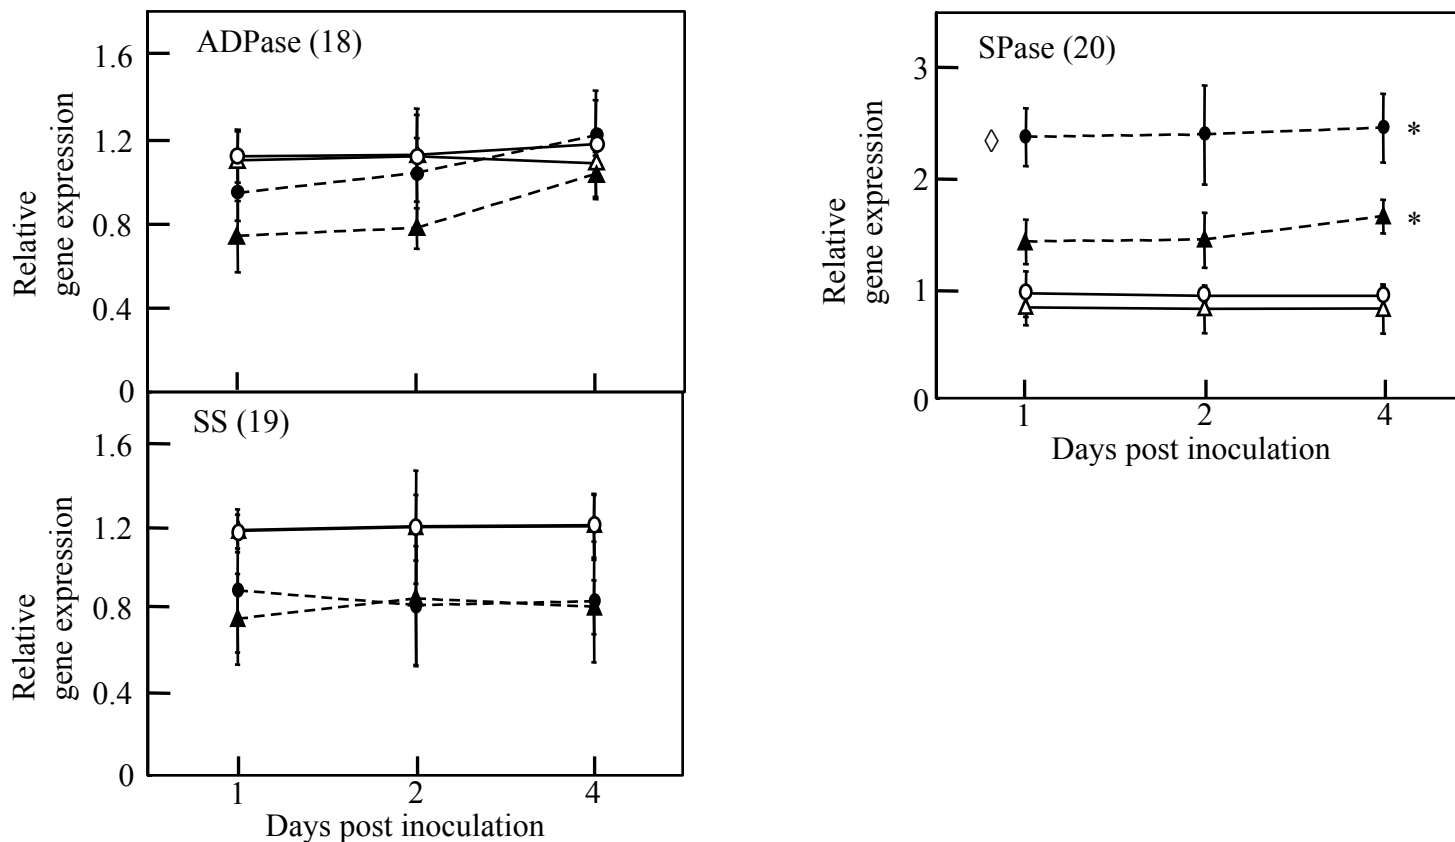 ADPase (18)
1.6
1.2
0.8
0.4
0
Relative
gene expression
SS (19)
1.6
1.2
0.8
0.4
0
Relative
gene expression
1 2 4
Days post inoculation
SPase (20)
3
2
1
0
Relative
gene expression
◊
*
*
1 2 4
Days post inoculation